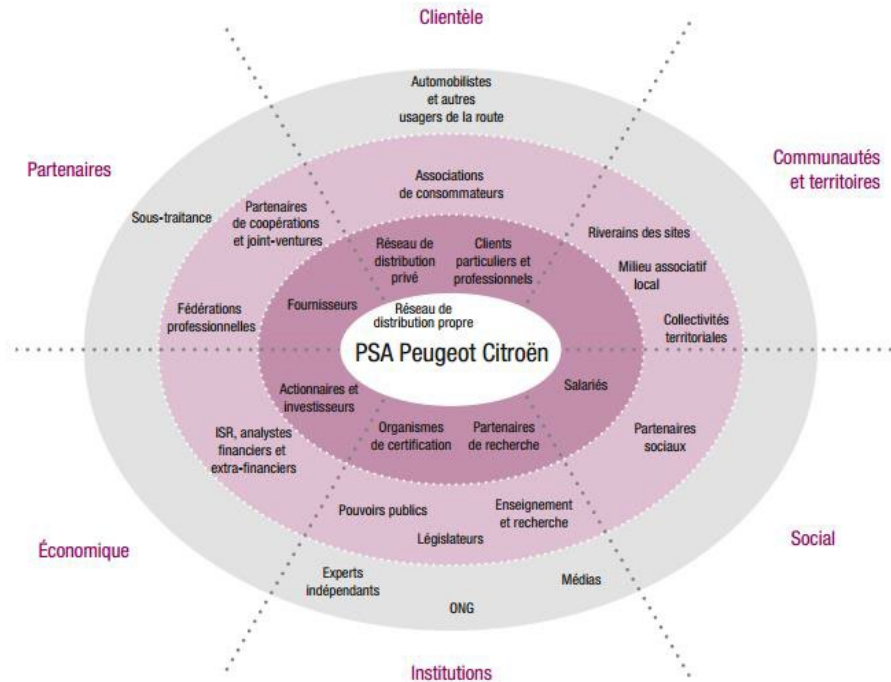 Clientèle
Automobilistes
et autres
usagers de la route
Partenaires
Communautés
et territoires
Associations
de consommateurs
Sous-traitance
Partenaires
de coopérations
et joint-ventures
Riverains des sites
Réseau de
distribution
privé
Clients
particuliers et
professionnels
Milieu associatif
local
Fédérations
professionnelles
Fournisseurs
Réseau de
distribution propre
Collectivités
territoriales
PSA Peugeot Citroën
Actionnaires et
investisseurs
Salariés
ISR, analystes
financiers et
extra-financiers
Organismes
de certification
Partenaires
de recherche
Partenaires
sociaux
Pouvoirs publics
Enseignement
et recherche
Législateurs
Économique
Social
Experts
indépendants
Médias
ONG
Institutions